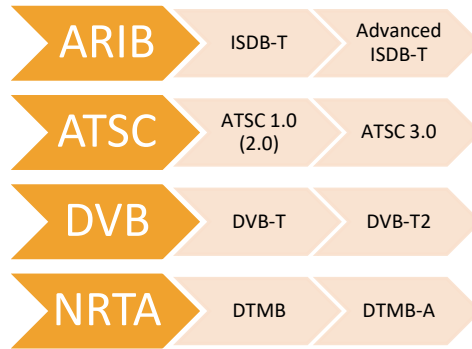 ARIB
ISDB-T
Advanced
ISDB-T
ATSC
ATSC 1.0
(2.0)
ATSC 3.0
DVB
DVB-T
DVB-T2
NRTA
DTMB
DTMB-A